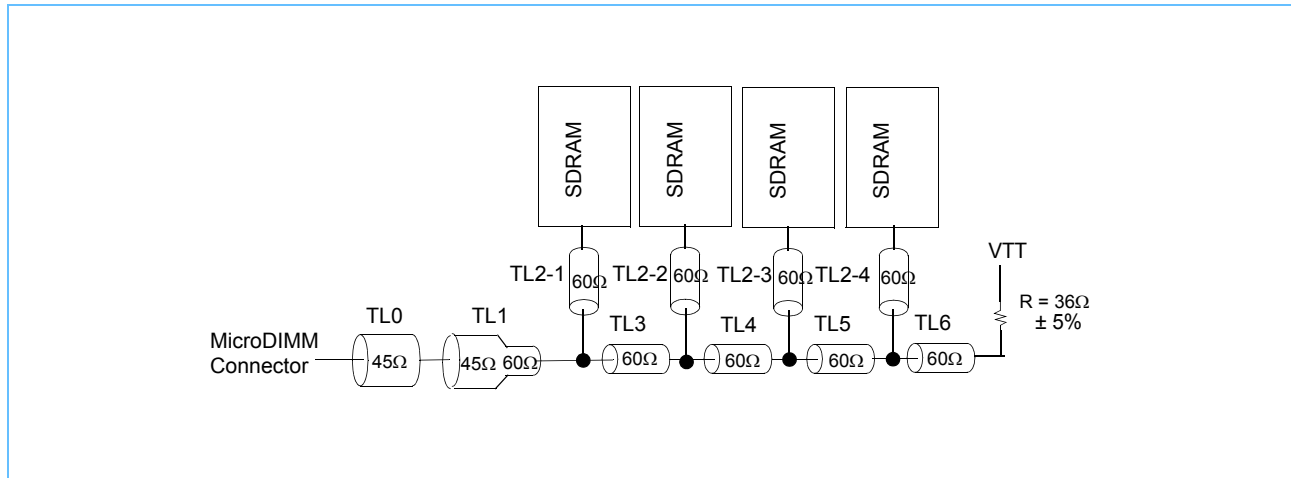 SDRAM
SDRAM
SDRAM
SDRAM
VTT
TL2-1
60Ω
TL2-2
60Ω
TL2-3
60Ω
TL2-4
60Ω
R = 36Ω
± 5%
TL0
TL1
TL3
TL4
TL5
TL6
MicroDIMM
Connector
45Ω
45Ω
60Ω
60Ω
60Ω
60Ω
60Ω